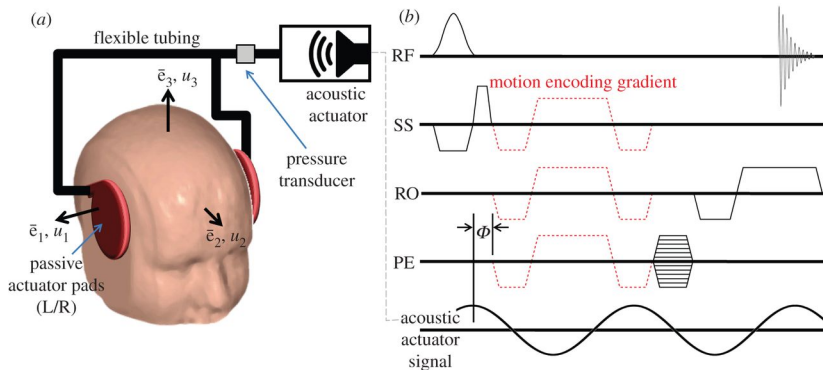 (a)
flexible tubing
ē3, u3
acoustic
actuator
pressure
transducer
ē1, u1
ē2, u2
passive
actuator pads
(L/R)
(b)
RF
motion encoding gradient
SS
RO
Φ
PE
acoustic
actuator
signal